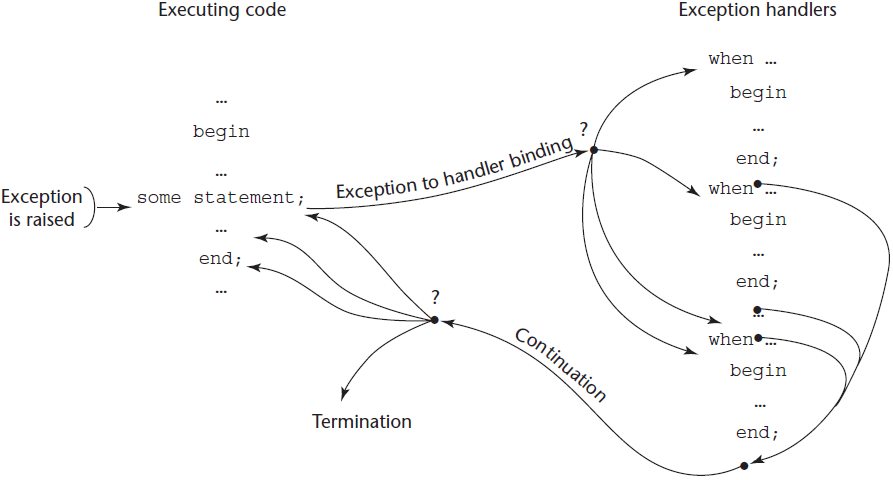 Executing code
Exception handlers
…
begin
…
Exception
is raised
some statement;
…
end;
…
Exception to handler binding
?
when …
begin
…
end;
when …
begin
…
end;
…
when …
begin
…
end;
?
Continuation
Termination